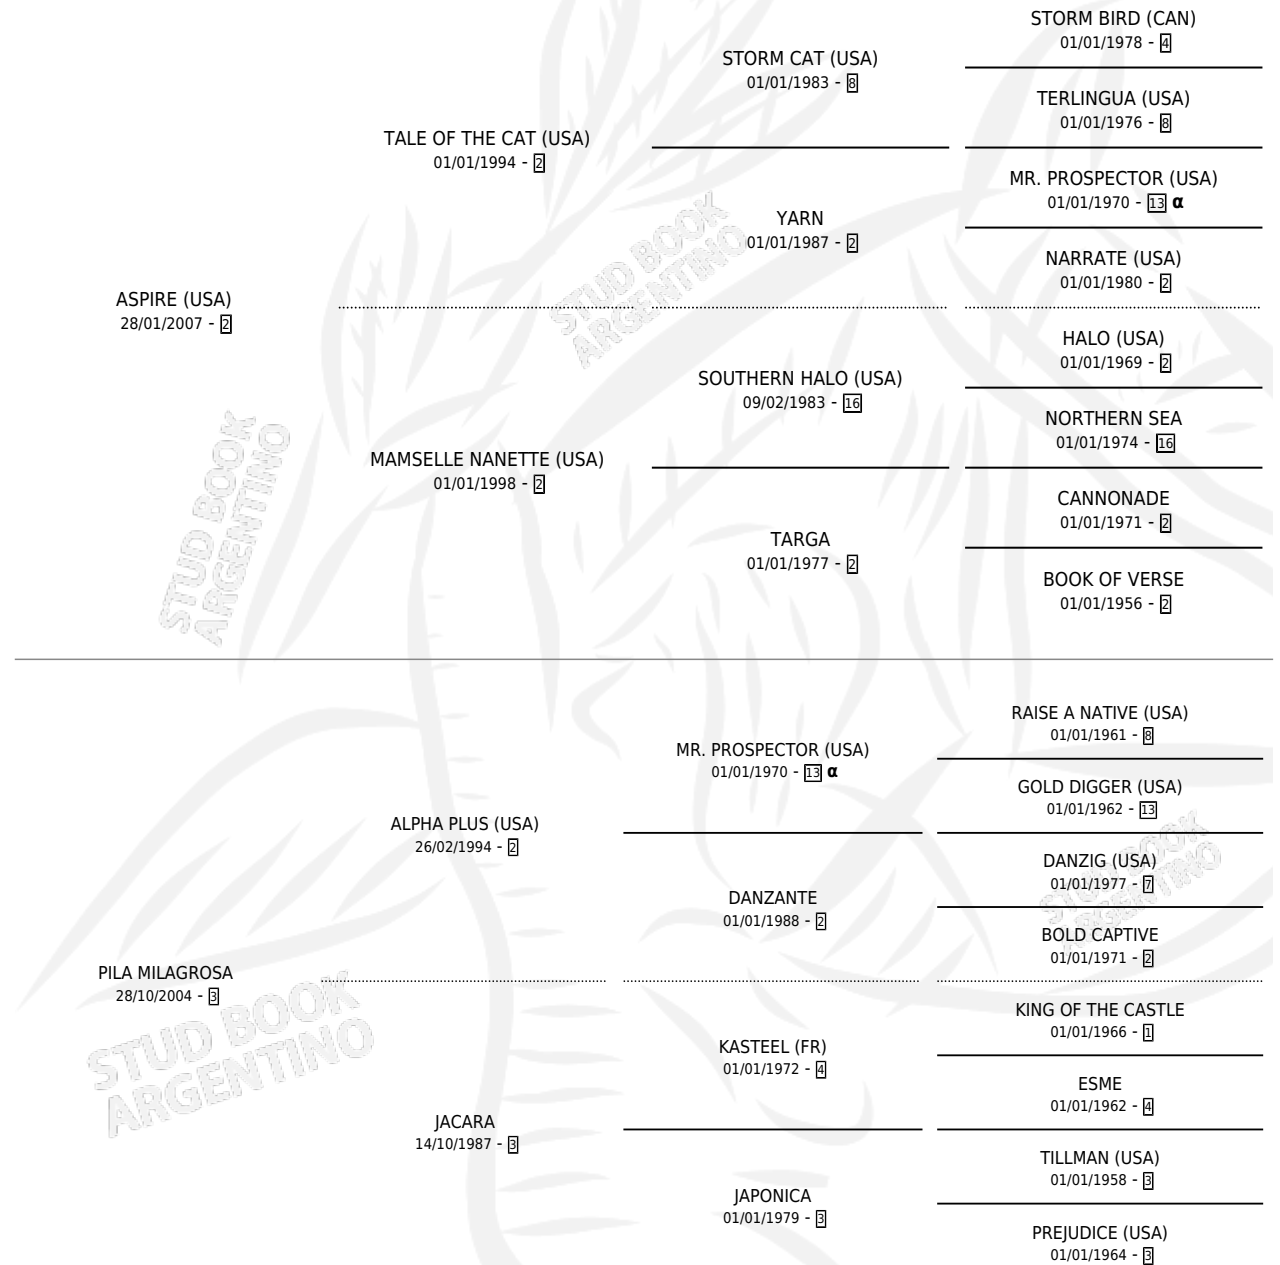 STORM BIRD (CAN)
01/01/1978 - 4
STORM CAT (USA)
01/01/1983 - 8
TERLINGUA (USA)
01/01/1976 - 8
TALE OF THE CAT (USA)
01/01/1994 - 2
MR. PROSPECTOR (USA)
01/01/1970 - 13 α
YARN
01/01/1987 - 2
NARRATE (USA)
01/01/1980 - 2
ASPIRE (USA)
28/01/2007 - 2
HALO (USA)
01/01/1969 - 2
SOUTHERN HALO (USA)
09/02/1983 - 16
NORTHERN SEA
01/01/1974 - 16
MAMSELLE NANETTE (USA)
01/01/1998 - 2
CANNONADE
01/01/1971 - 2
TARGA
01/01/1977 - 2
BOOK OF VERSE
01/01/1956 - 2
STUD BOOK
ARGENTINO
STUD BOOK
ARGENTINO
RAISE A NATIVE (USA)
01/01/1961 - 8
MR. PROSPECTOR (USA)
01/01/1970 - 13 α
GOLD DIGGER (USA)
01/01/1962 - 13
ALPHA PLUS (USA)
26/02/1994 - 2
DANZIG (USA)
01/01/1977 - 7
DANZANTE
01/01/1988 - 2
BOLD CAPTIVE
01/01/1971 - 2
PILA MILAGROSA
28/10/2004 - 3
KING OF THE CASTLE
01/01/1966 - 1
KASTEEL (FR)
01/01/1972 - 4
ESME
01/01/1962 - 4
JACARA
14/10/1987 - 3
TILLMAN (USA)
01/01/1958 - 3
JAPONICA
01/01/1979 - 3
PREJUDICE (USA)
01/01/1964 - 3
STUD BOOK
ARGENTINO
STUD BOOK
ARGENTINO